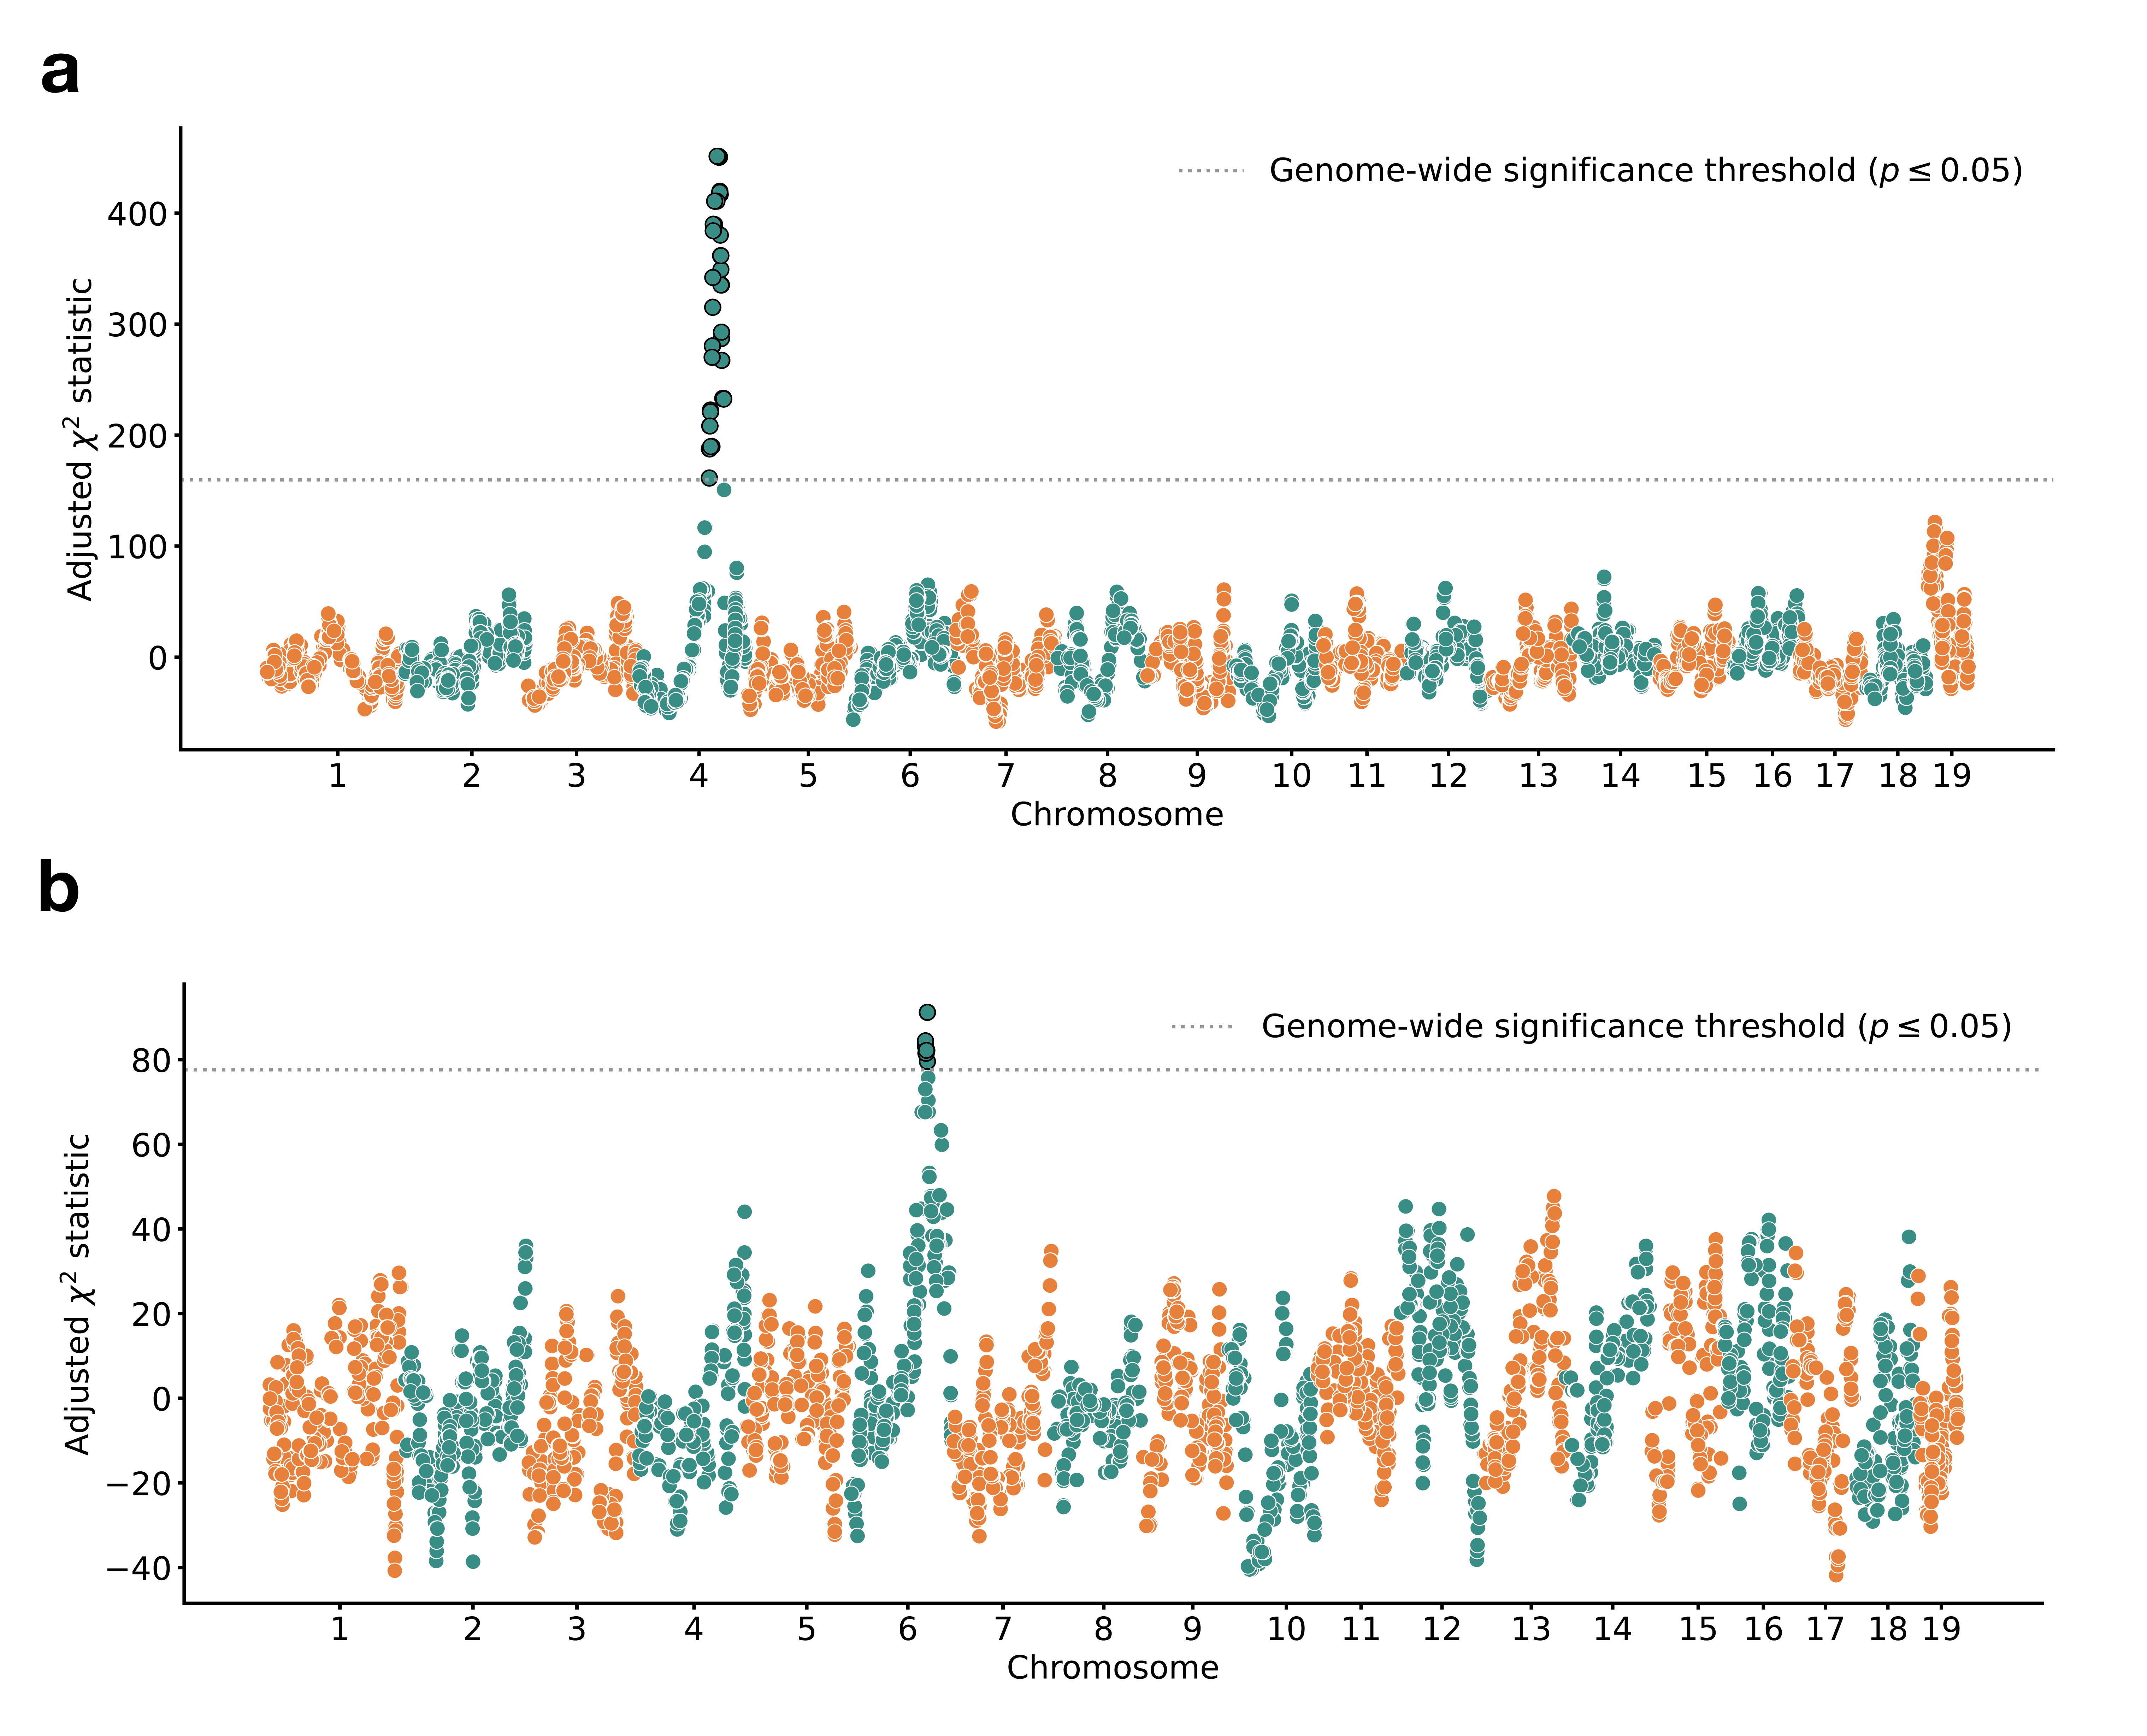 a
Genome-wide significance threshold (p ≤ 0.05)
400
300
200
100
0
Adjusted χ² statistic
1 2 3 4 5 6 7 8 9 10 11 12 13 14 15 16 17 18 19
Chromosome
b
Genome-wide significance threshold (p ≤ 0.05)
80
60
40
20
0
−20
−40
Adjusted χ² statistic
1 2 3 4 5 6 7 8 9 10 11 12 13 14 15 16 17 18 19
Chromosome